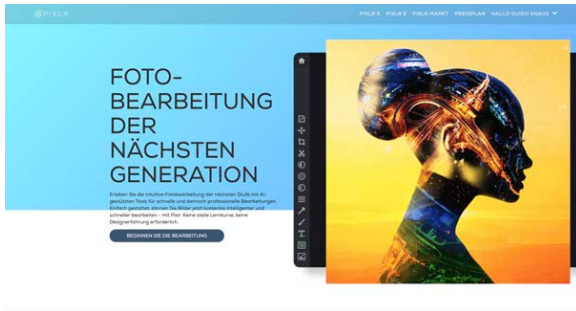 PIXLR
PIXLR X PIXLR E PIXLR MARKT PREISPLAN HALLO GUIDO KNAUS
FOTO-
BEARBEITUNG
DER
NÄCHSTEN
GENERATION
Erleben Sie die intuitive Fotobearbeitung der nächsten Stufe mit AI-
gestützten Tools für schnelle und dennoch professionelle Bearbeitungen.
Einfach gestaltet, können Sie Bilder jetzt kostenlos intelligenter und
schneller bearbeiten – mit Pixlr. Keine steile Lernkurve, keine
Designerfahrung erforderlich.
BEGINNEN SIE DIE BEARBEITUNG